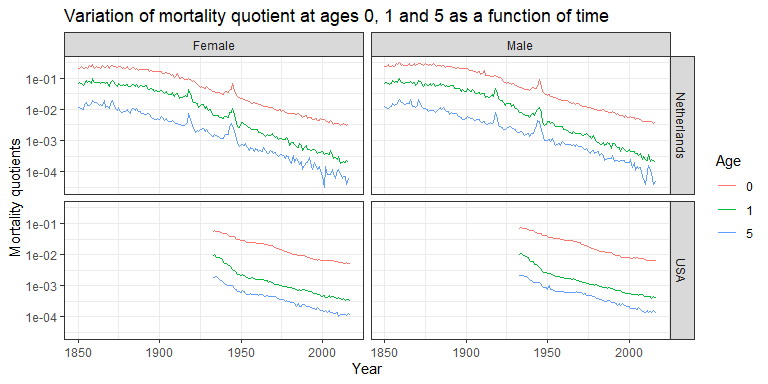 Variation of mortality quotient at ages 0, 1 and 5 as a function of time
Female
Male
1e-01
1e-02
1e-03
1e-04
Netherlands
1e-01
1e-02
1e-03
1e-04
USA
Mortality quotients
1850
1900
1950
2000
1850
1900
1950
2000
Year
Age
0
1
5